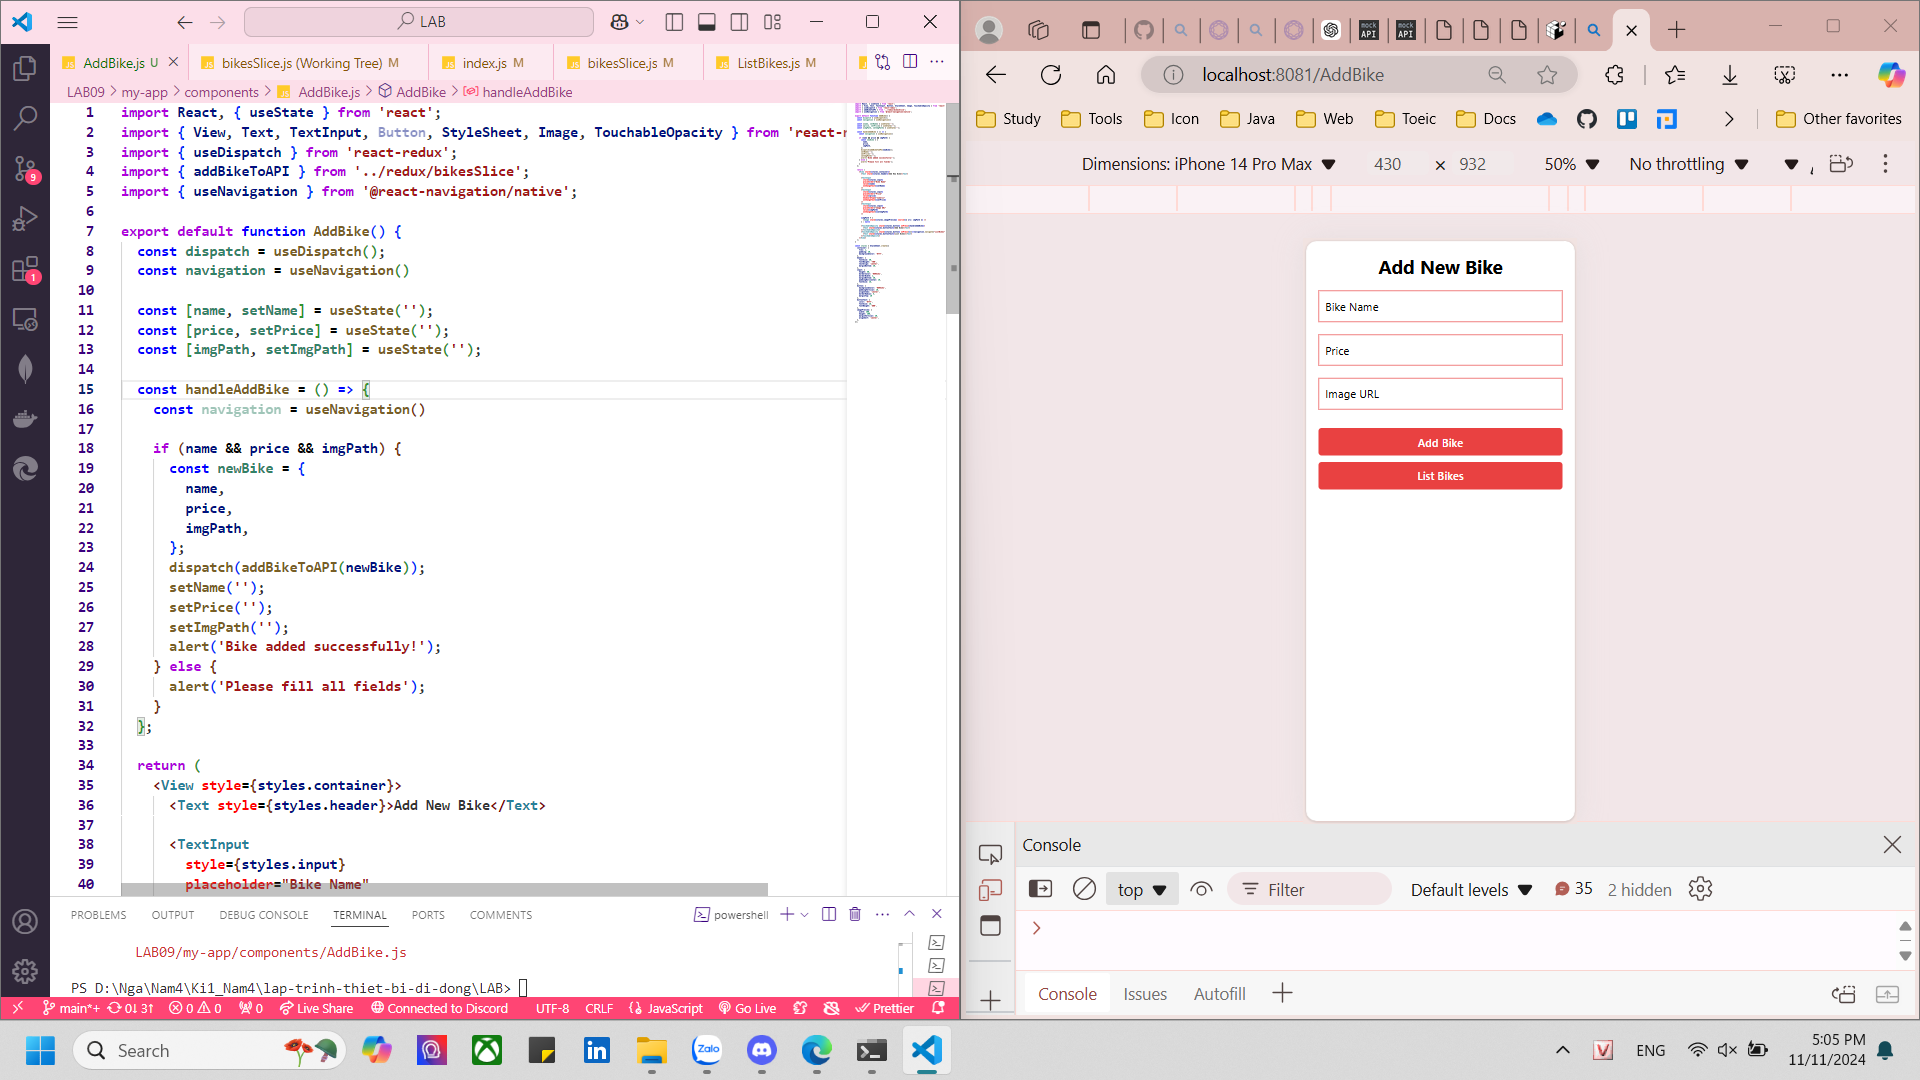 LAB
AddBike.js U
bikesSlice.js (Working Tree) M
index.js M
bikesSlice.js M
ListBikes.js M
LAB09 > my-app > components > AddBike.js > AddBike > handleAddBike
1 import React, { useState } from 'react';
2 import { View, Text, TextInput, Button, StyleSheet, Image, TouchableOpacity } from 'react-r
3 import { useDispatch } from 'react-redux';
4 import { addBikeToAPI } from '../redux/bikesSlice';
5 import { useNavigation } from '@react-navigation/native';
6
7 export default function AddBike() {
8 const dispatch = useDispatch();
9 const navigation = useNavigation()
10
11 const [name, setName] = useState('');
12 const [price, setPrice] = useState('');
13 const [imgPath, setImgPath] = useState('');
14
15 const handleAddBike = () => {
16 const navigation = useNavigation()
17
18 if (name && price && imgPath) {
19 const newBike = {
20 name,
21 price,
22 imgPath,
23 };
24 dispatch(addBikeToAPI(newBike));
25 setName('');
26 setPrice('');
27 setImgPath('');
28 alert('Bike added successfully!');
29 } else {
30 alert('Please fill all fields');
31 }
32 };
33
34 return (
35 <View style={styles.container}>
36 <Text style={styles.header}>Add New Bike</Text>
37
38 <TextInput
39 style={styles.input}
40 placeholder="Bike Name"
PROBLEMS OUTPUT DEBUG CONSOLE TERMINAL PORTS COMMENTS
powershell
LAB09/my-app/components/AddBike.js
PS D:\Nga\Nam4\Ki1_Nam4\lap-trinh-thiet-bi-di-dong\LAB>
9
1
main*+ 0↓ 3↑ 0 0 0 Live Share Connected to Discord UTF-8 CRLF JavaScript Go Live Prettier
mock API
mock API
localhost:8081/AddBike
Study Tools Icon Java Web Toeic Docs Other favorites
Dimensions: iPhone 14 Pro Max 430 × 932 50% No throttling
Add New Bike
Bike Name
Price
Image URL
Add Bike
List Bikes
Console
top Filter Default levels 35 2 hidden
Console Issues Autofill
Search
Zalo
ENG
5:05 PM
11/11/2024